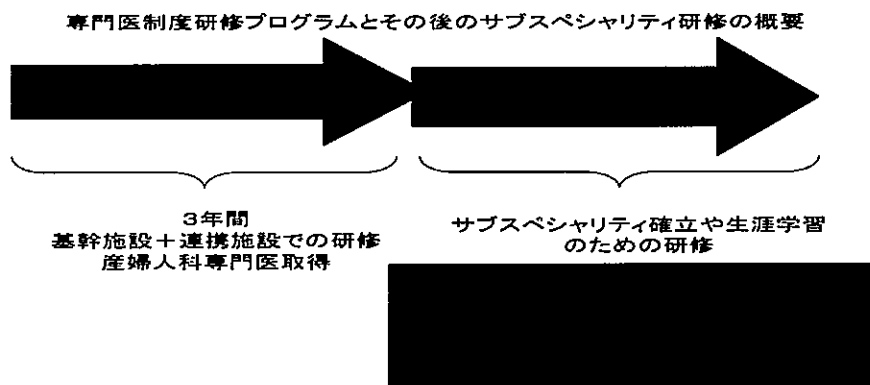 専門医制度研修プログラムとその後のサブスペシャリティ研修の概要
3年間
基幹施設＋連携施設での研修
産婦人科専門医取得
サブスペシャリティ確立や生涯学習
のための研修